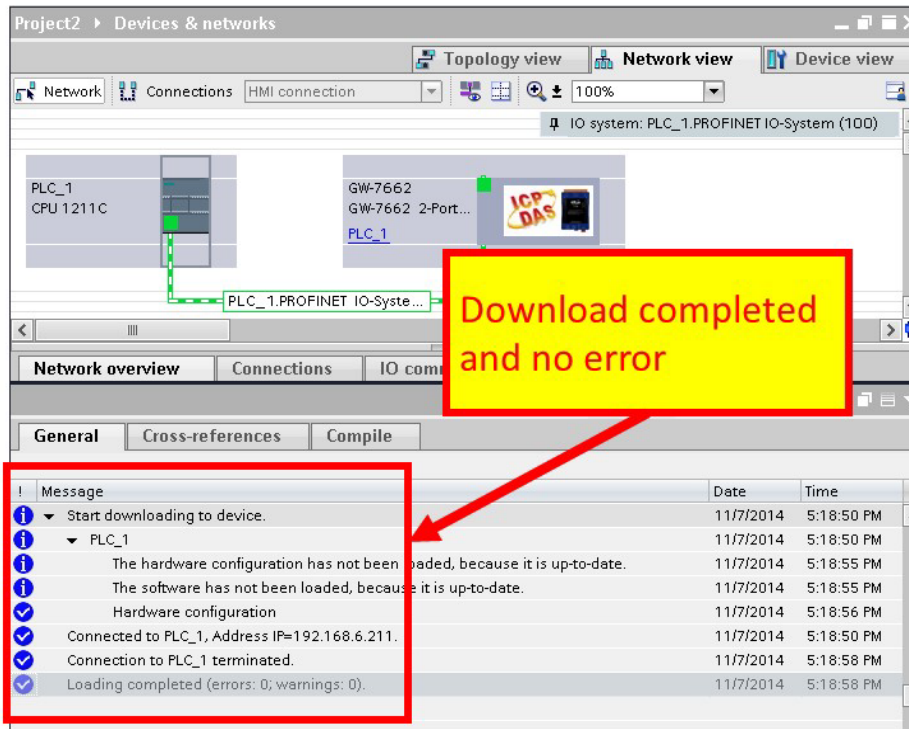 Project2 ▸ Devices & networks
Topology view Network view Device view
Network Connections HMI connection 100%
IO system: PLC_1.PROFINET IO-System (100)
PLC_1
CPU 1211C
GW-7662
GW-7662 2-Port...
PLC_1
ICP DAS
PLC_1.PROFINET IO-Syste...
Download completed
and no error
Network overview Connections IO com
General Cross-references Compile
! Message Date Time
Start downloading to device. 11/7/2014 5:18:50 PM
PLC_1 11/7/2014 5:18:50 PM
The hardware configuration has not been loaded, because it is up-to-date. 11/7/2014 5:18:55 PM
The software has not been loaded, because it is up-to-date. 11/7/2014 5:18:55 PM
Hardware configuration 11/7/2014 5:18:56 PM
Connected to PLC_1, Address IP=192.168.6.211. 11/7/2014 5:18:50 PM
Connection to PLC_1 terminated. 11/7/2014 5:18:58 PM
Loading completed (errors: 0; warnings: 0). 11/7/2014 5:18:58 PM